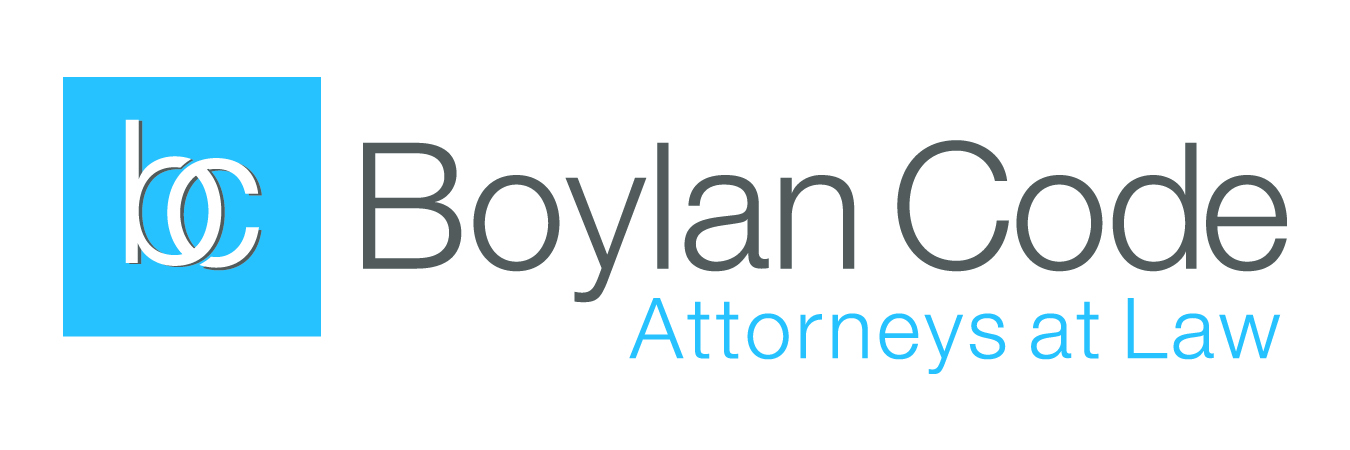 bc
Boylan Code
Attorneys at Law